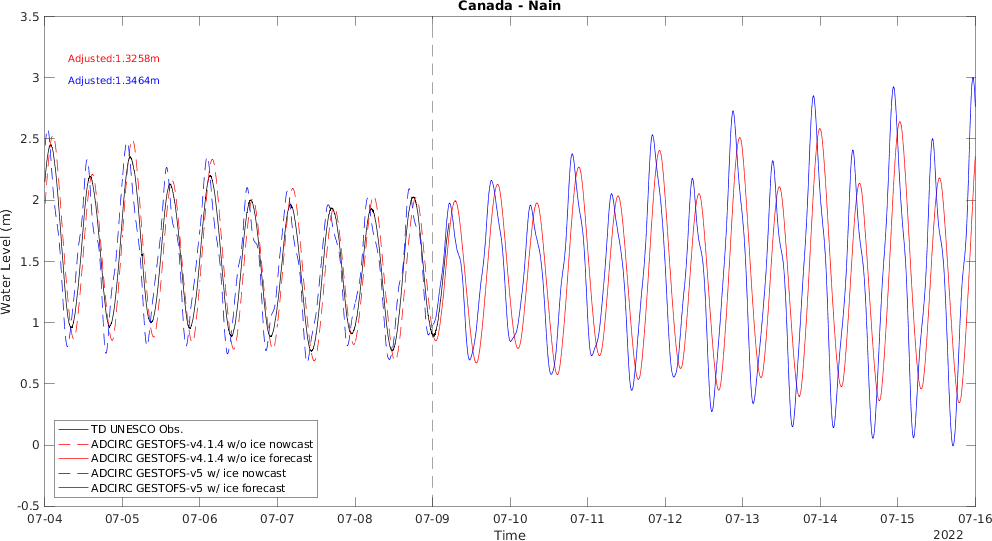 Canada - Nain
3.5
3
2.5
2
1.5
1
0.5
0
-0.5
Water Level (m)
Adjusted:1.3258m
Adjusted:1.3464m
TD UNESCO Obs.
ADCIRC GESTOFS-v4.1.4 w/o ice nowcast
ADCIRC GESTOFS-v4.1.4 w/o ice forecast
ADCIRC GESTOFS-v5 w/ ice nowcast
ADCIRC GESTOFS-v5 w/ ice forecast
07-04 07-05 07-06 07-07 07-08 07-09 07-10 07-11 07-12 07-13 07-14 07-15 07-16
Time
2022